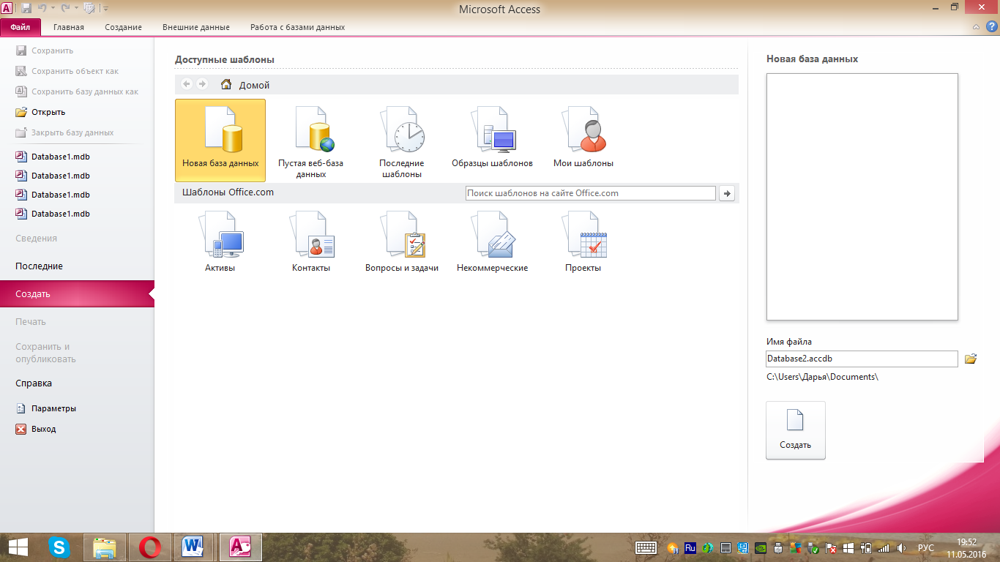 Microsoft Access
Файл
Главная
Создание
Внешние данные
Работа с базами данных
Сохранить
Сохранить объект как
Сохранить базу данных как
Открыть
Закрыть базу данных
Database1.mdb
Database1.mdb
Database1.mdb
Database1.mdb
Сведения
Последние
Создать
Печать
Сохранить и
опубликовать
Справка
Параметры
Выход
Доступные шаблоны
Домой
Новая база данных
Пустая веб-база
данных
Последние
шаблоны
Образцы шаблонов
Мои шаблоны
Шаблоны Office.com
Поиск шаблонов на сайте Office.com
Активы
Контакты
Вопросы и задачи
Некоммерческие
Проекты
Новая база данных
Имя файла
Database2.accdb
C:\Users\Дарья\Documents\
Создать
Ru
РУС
19:52
11.05.2016